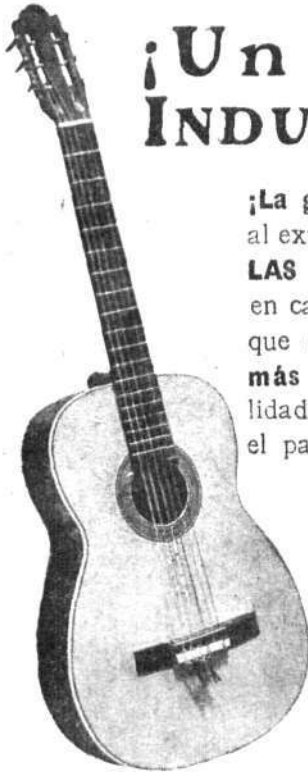 ¡Un
INDU
¡La g
al ex
LAS
en ca
que
más
lidad
el pa